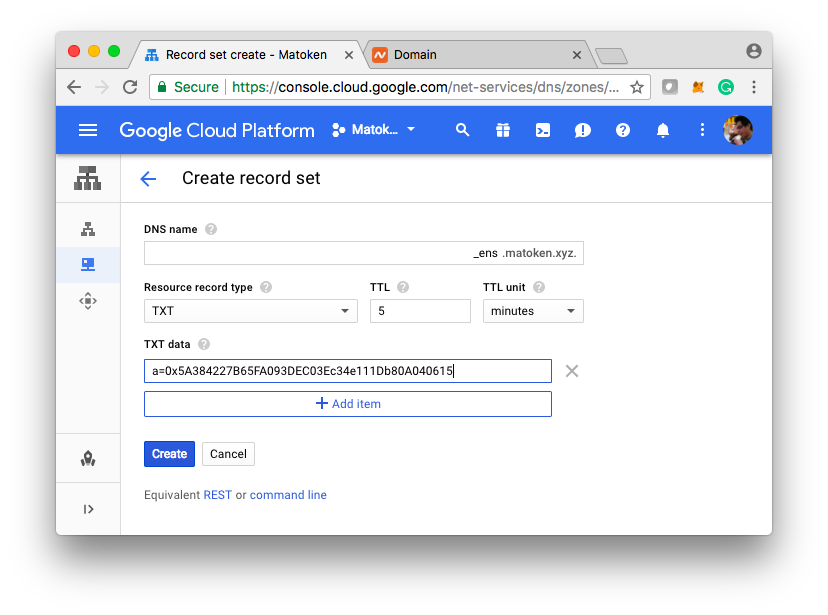 Record set create - Matoken
Domain
Secure https://console.cloud.google.com/net-services/dns/zones/...
Google Cloud Platform Matok...
Create record set
DNS name
_ens .matoken.xyz.
Resource record type TTL TTL unit
TXT 5 minutes
TXT data
a=0x5A384227B65FA093DEC03Ec34e111Db80A040615
Add item
Create Cancel
Equivalent REST or command line